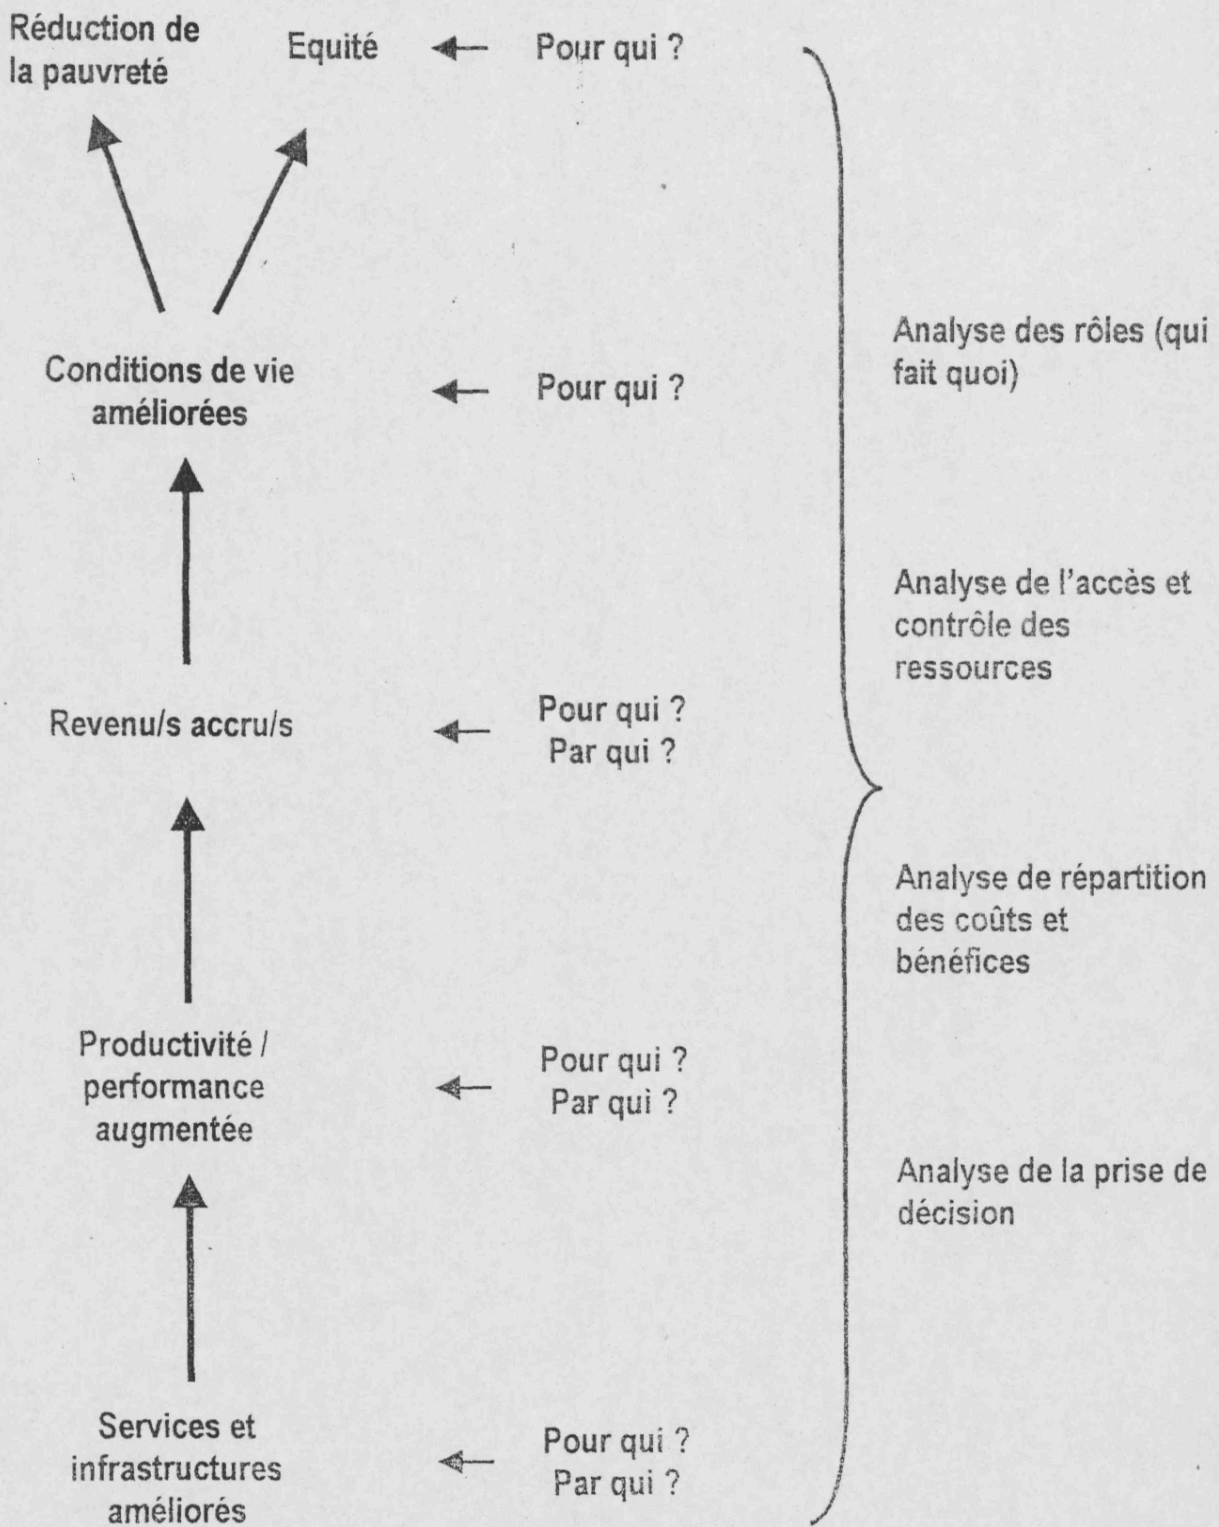 Réduction de
la pauvreté
Equité
Pour qui ?
Conditions de vie
améliorées
Pour qui ?
Revenu/s accru/s
Pour qui ?
Par qui ?
Productivité /
performance
augmentée
Pour qui ?
Par qui ?
Services et
infrastructures
améliorés
Pour qui ?
Par qui ?
Analyse des rôles (qui
fait quoi)
Analyse de l'accès et
contrôle des
ressources
Analyse de répartition
des coûts et
bénéfices
Analyse de la prise de
décision